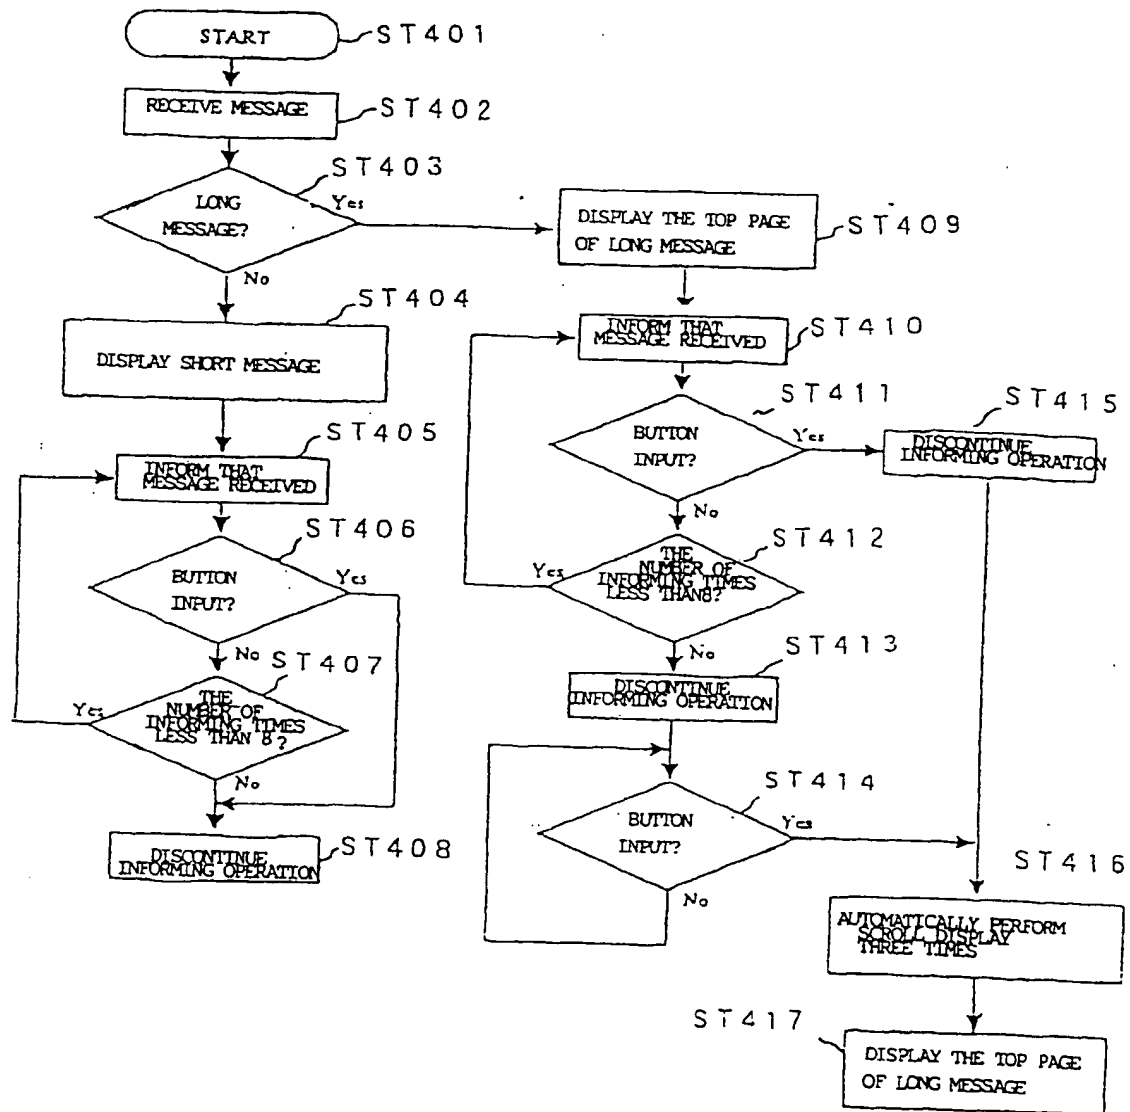 START
ST401
RECEIVE MESSAGE
ST402
ST403
LONG
MESSAGE?
Yes
No
ST404
DISPLAY SHORT MESSAGE
ST405
INFORM THAT
MESSAGE RECEIVED
ST406
BUTTON
INPUT?
Yes
No
ST407
THE
NUMBER OF
INFORMING TIMES
LESS THAN 8?
Yes
No
DISCONTINUE
INFORMING OPERATION
ST408
DISPLAY THE TOP PAGE
OF LONG MESSAGE
ST409
INFORM THAT
MESSAGE RECEIVED
ST410
ST411
BUTTON
INPUT?
Yes
No
ST415
DISCONTINUE
INFORMING OPERATION
ST412
THE
NUMBER OF
INFORMING TIMES
LESS THAN8?
Yes
No
ST413
DISCONTINUE
INFORMING OPERATION
ST414
BUTTON
INPUT?
Yes
No
ST416
AUTOMATICALLY PERFORM
SCROLL DISPLAY
THREE TIMES
ST417
DISPLAY THE TOP PAGE
OF LONG MESSAGE